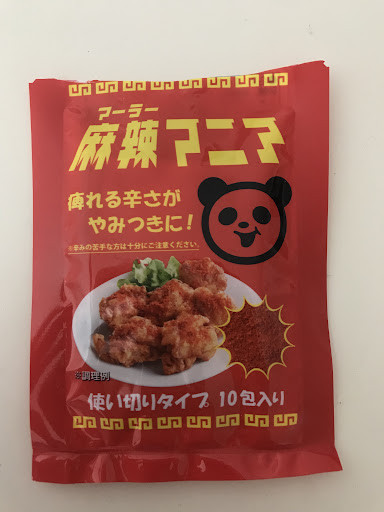 マーラー
麻辣マニア
痺れる辛さが
やみつきに!
※辛みの苦手な方は十分にご注意ください。
※調理例
使い切りタイプ 10包入り